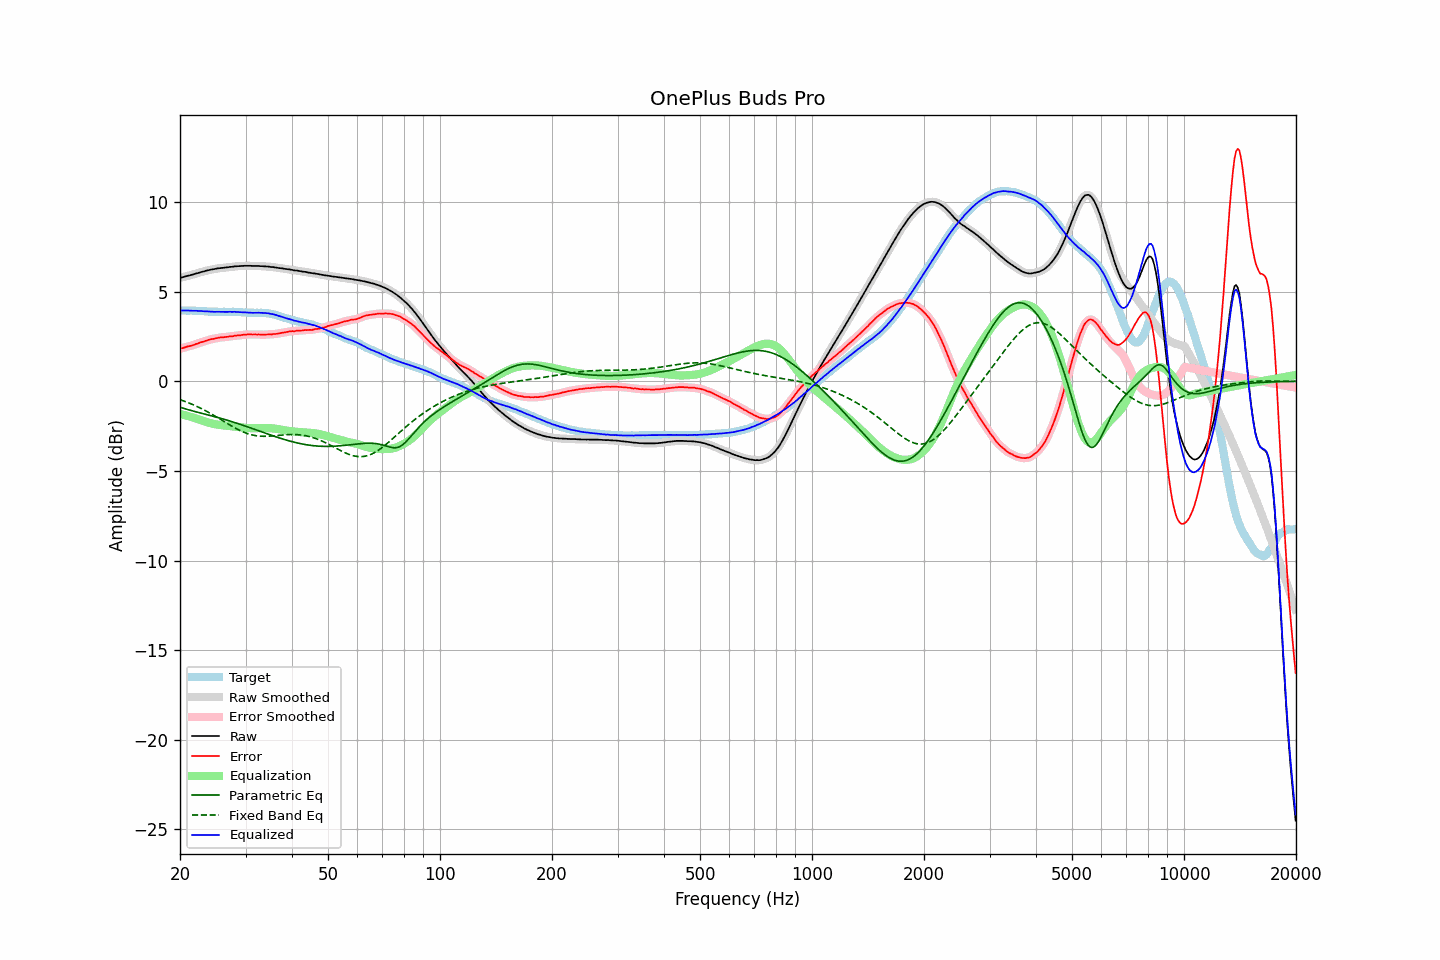 OnePlus Buds Pro
Amplitude (dBr)
10
5
0
−5
−10
−15
−20
−25
Target
Raw Smoothed
Error Smoothed
Raw
Error
Equalization
Parametric Eq
Fixed Band Eq
Equalized
20 50 100 200 500 1000 2000 5000 10000 20000
Frequency (Hz)